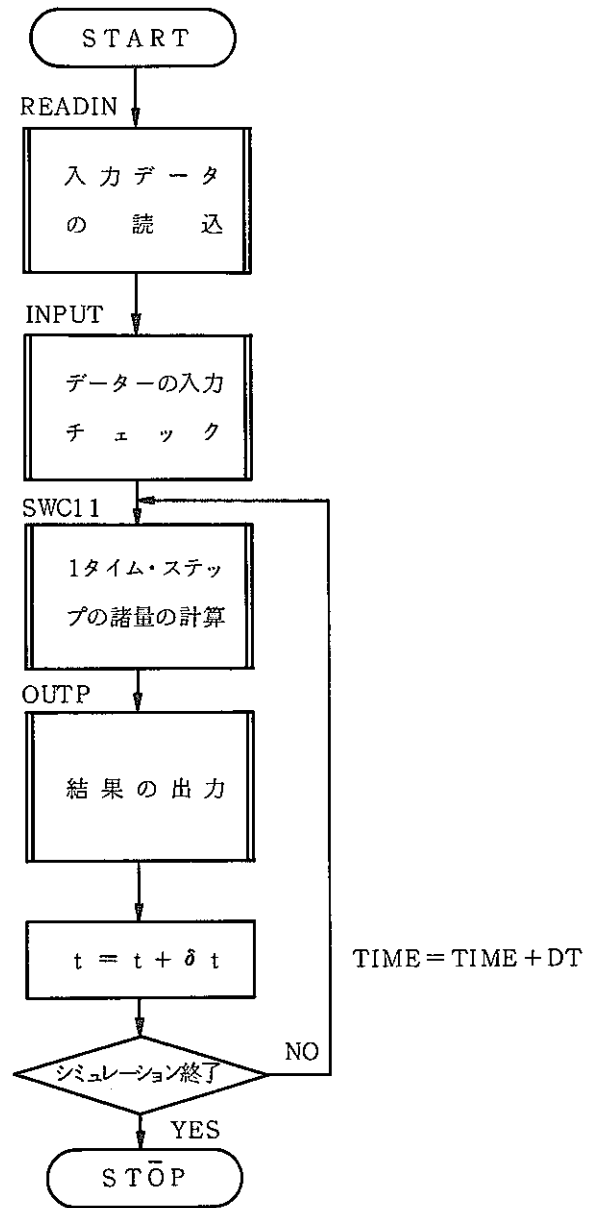 START
READIN
入力データ
の読込
INPUT
データーの入力
チェック
SWC11
1タイム・ステッ
プの諸量の計算
OUTP
結果の出力
t = t + δ t
TIME = TIME + DT
シミュレーション終了
NO
YES
STŌP